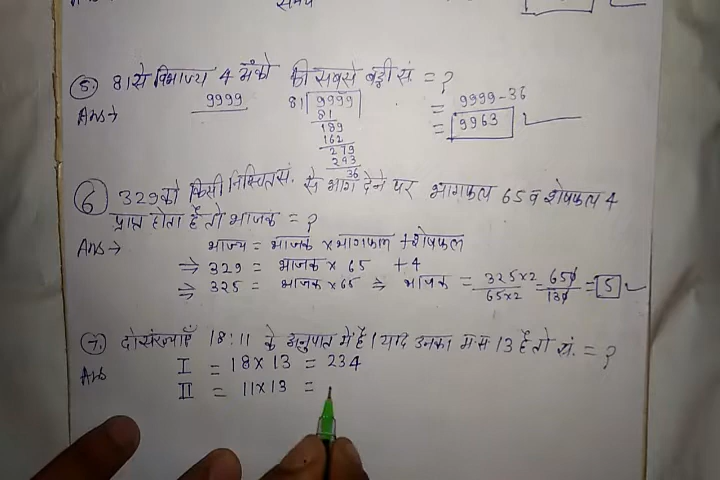 समय
5. 81 से विभाज्य 4 अंको की सबसे बड़ी सं. = ?
Ans→ 9999
81 9999
81
189
162
279
243
36
= 9999-36
= 9963
6 329 को किसी निश्चित सं. से भाग देने पर भागफल 65 व शेषफल 4
प्राप्त होता है तो भाजक = ?
Ans→ भाज्य = भाजक × भागफल + शेषफल
⇒ 329 = भाजक × 65 + 4
⇒ 325 = भाजक × 65 ⇒ भाजक = 325×2/65×2 = 650/130 = 5
7. दो संख्याएँ 18:11 के अनुपात में हैं। यदि उनका म.स 13 है तो सं. = ?
Ans I = 18×13 = 234
II = 11×13 =